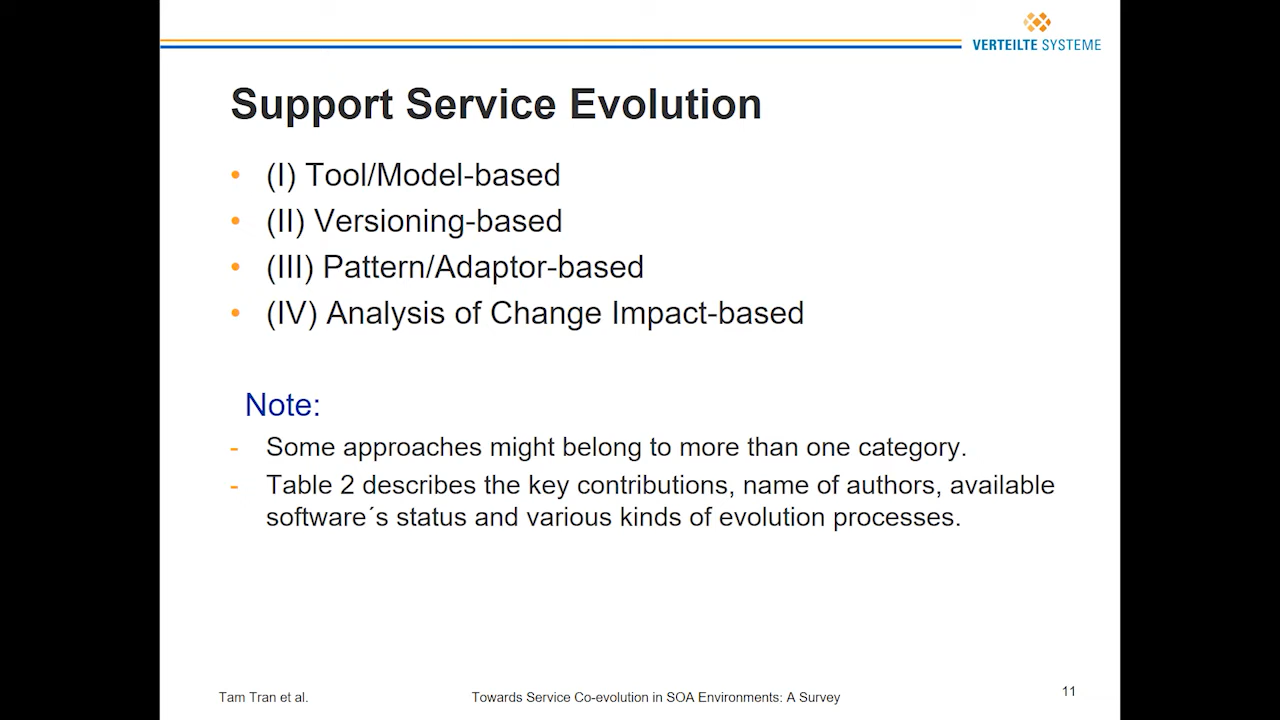 VERTEILTE SYSTEME
Support Service Evolution
• (I) Tool/Model-based
• (II) Versioning-based
• (III) Pattern/Adaptor-based
• (IV) Analysis of Change Impact-based
Note:
- Some approaches might belong to more than one category.
- Table 2 describes the key contributions, name of authors, available
software´s status and various kinds of evolution processes.
Tam Tran et al.
Towards Service Co-evolution in SOA Environments: A Survey
11